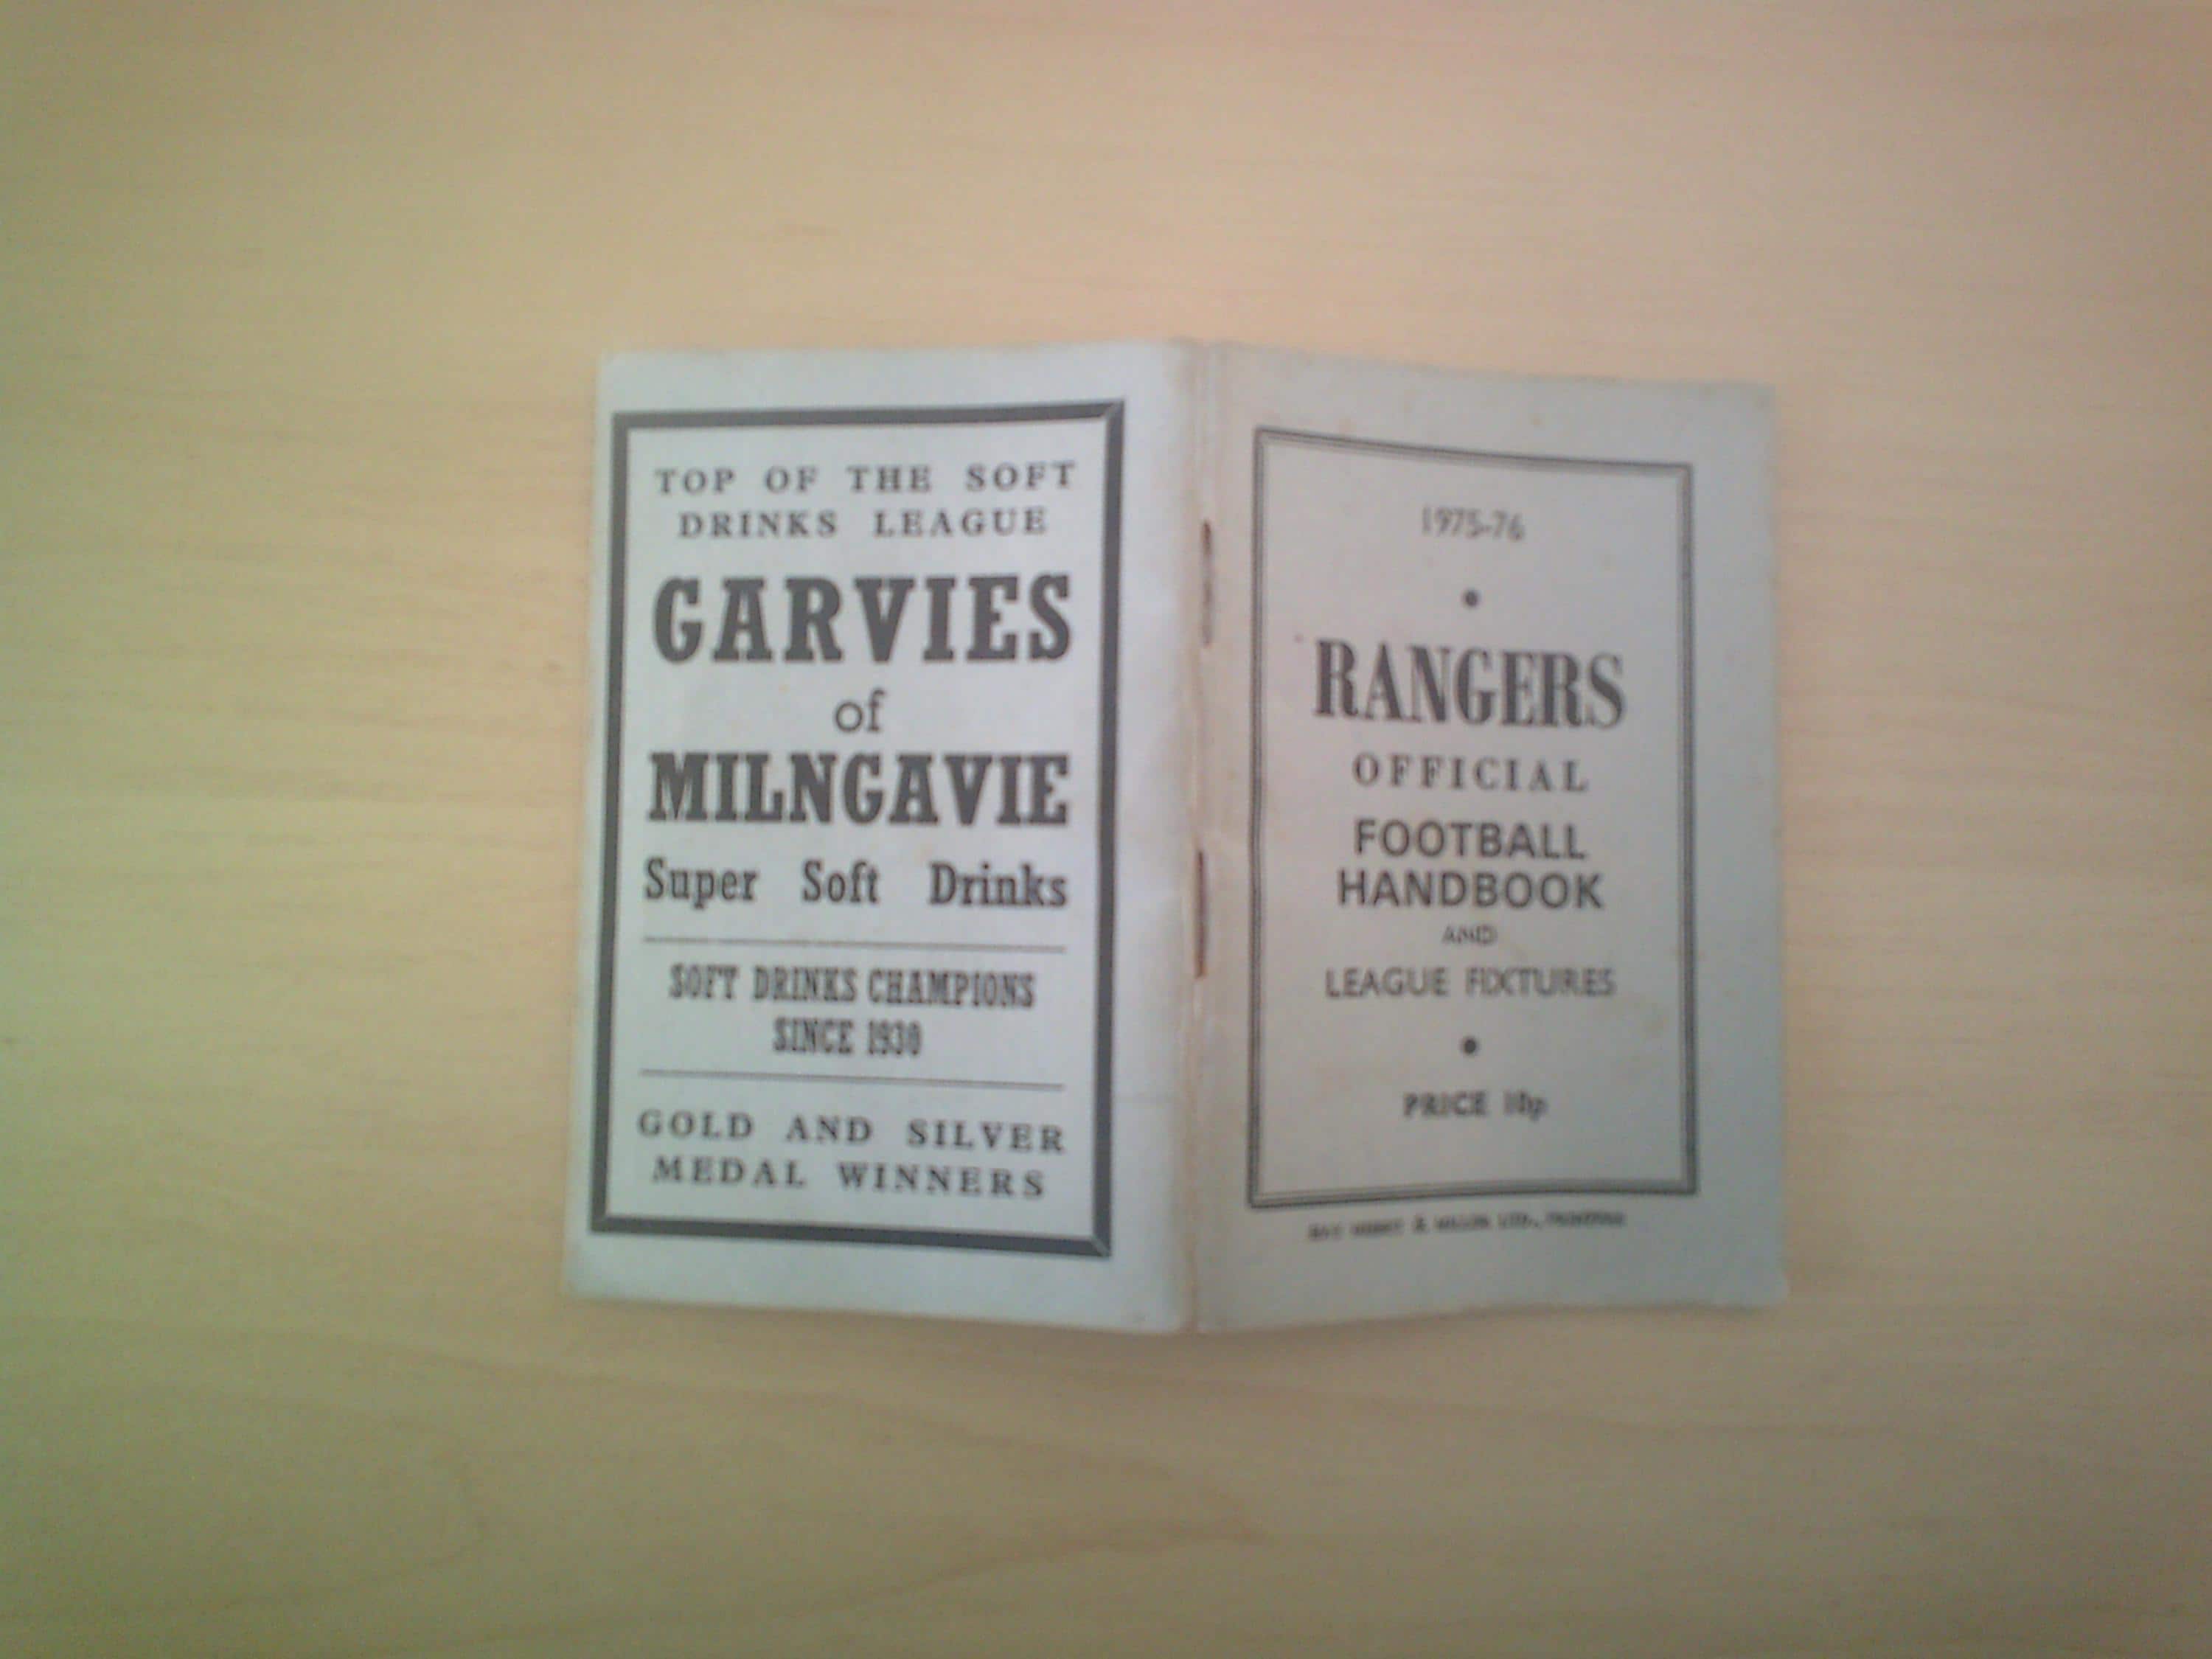 TOP OF THE SOFT
DRINKS LEAGUE
GARVIES
of
MILNGAVIE
Super Soft Drinks
SOFT DRINKS CHAMPIONS
SINCE 1930
GOLD AND SILVER
MEDAL WINNERS
1975-76
RANGERS
OFFICIAL
FOOTBALL
HANDBOOK
AND
LEAGUE FIXTURES
PRICE 10p